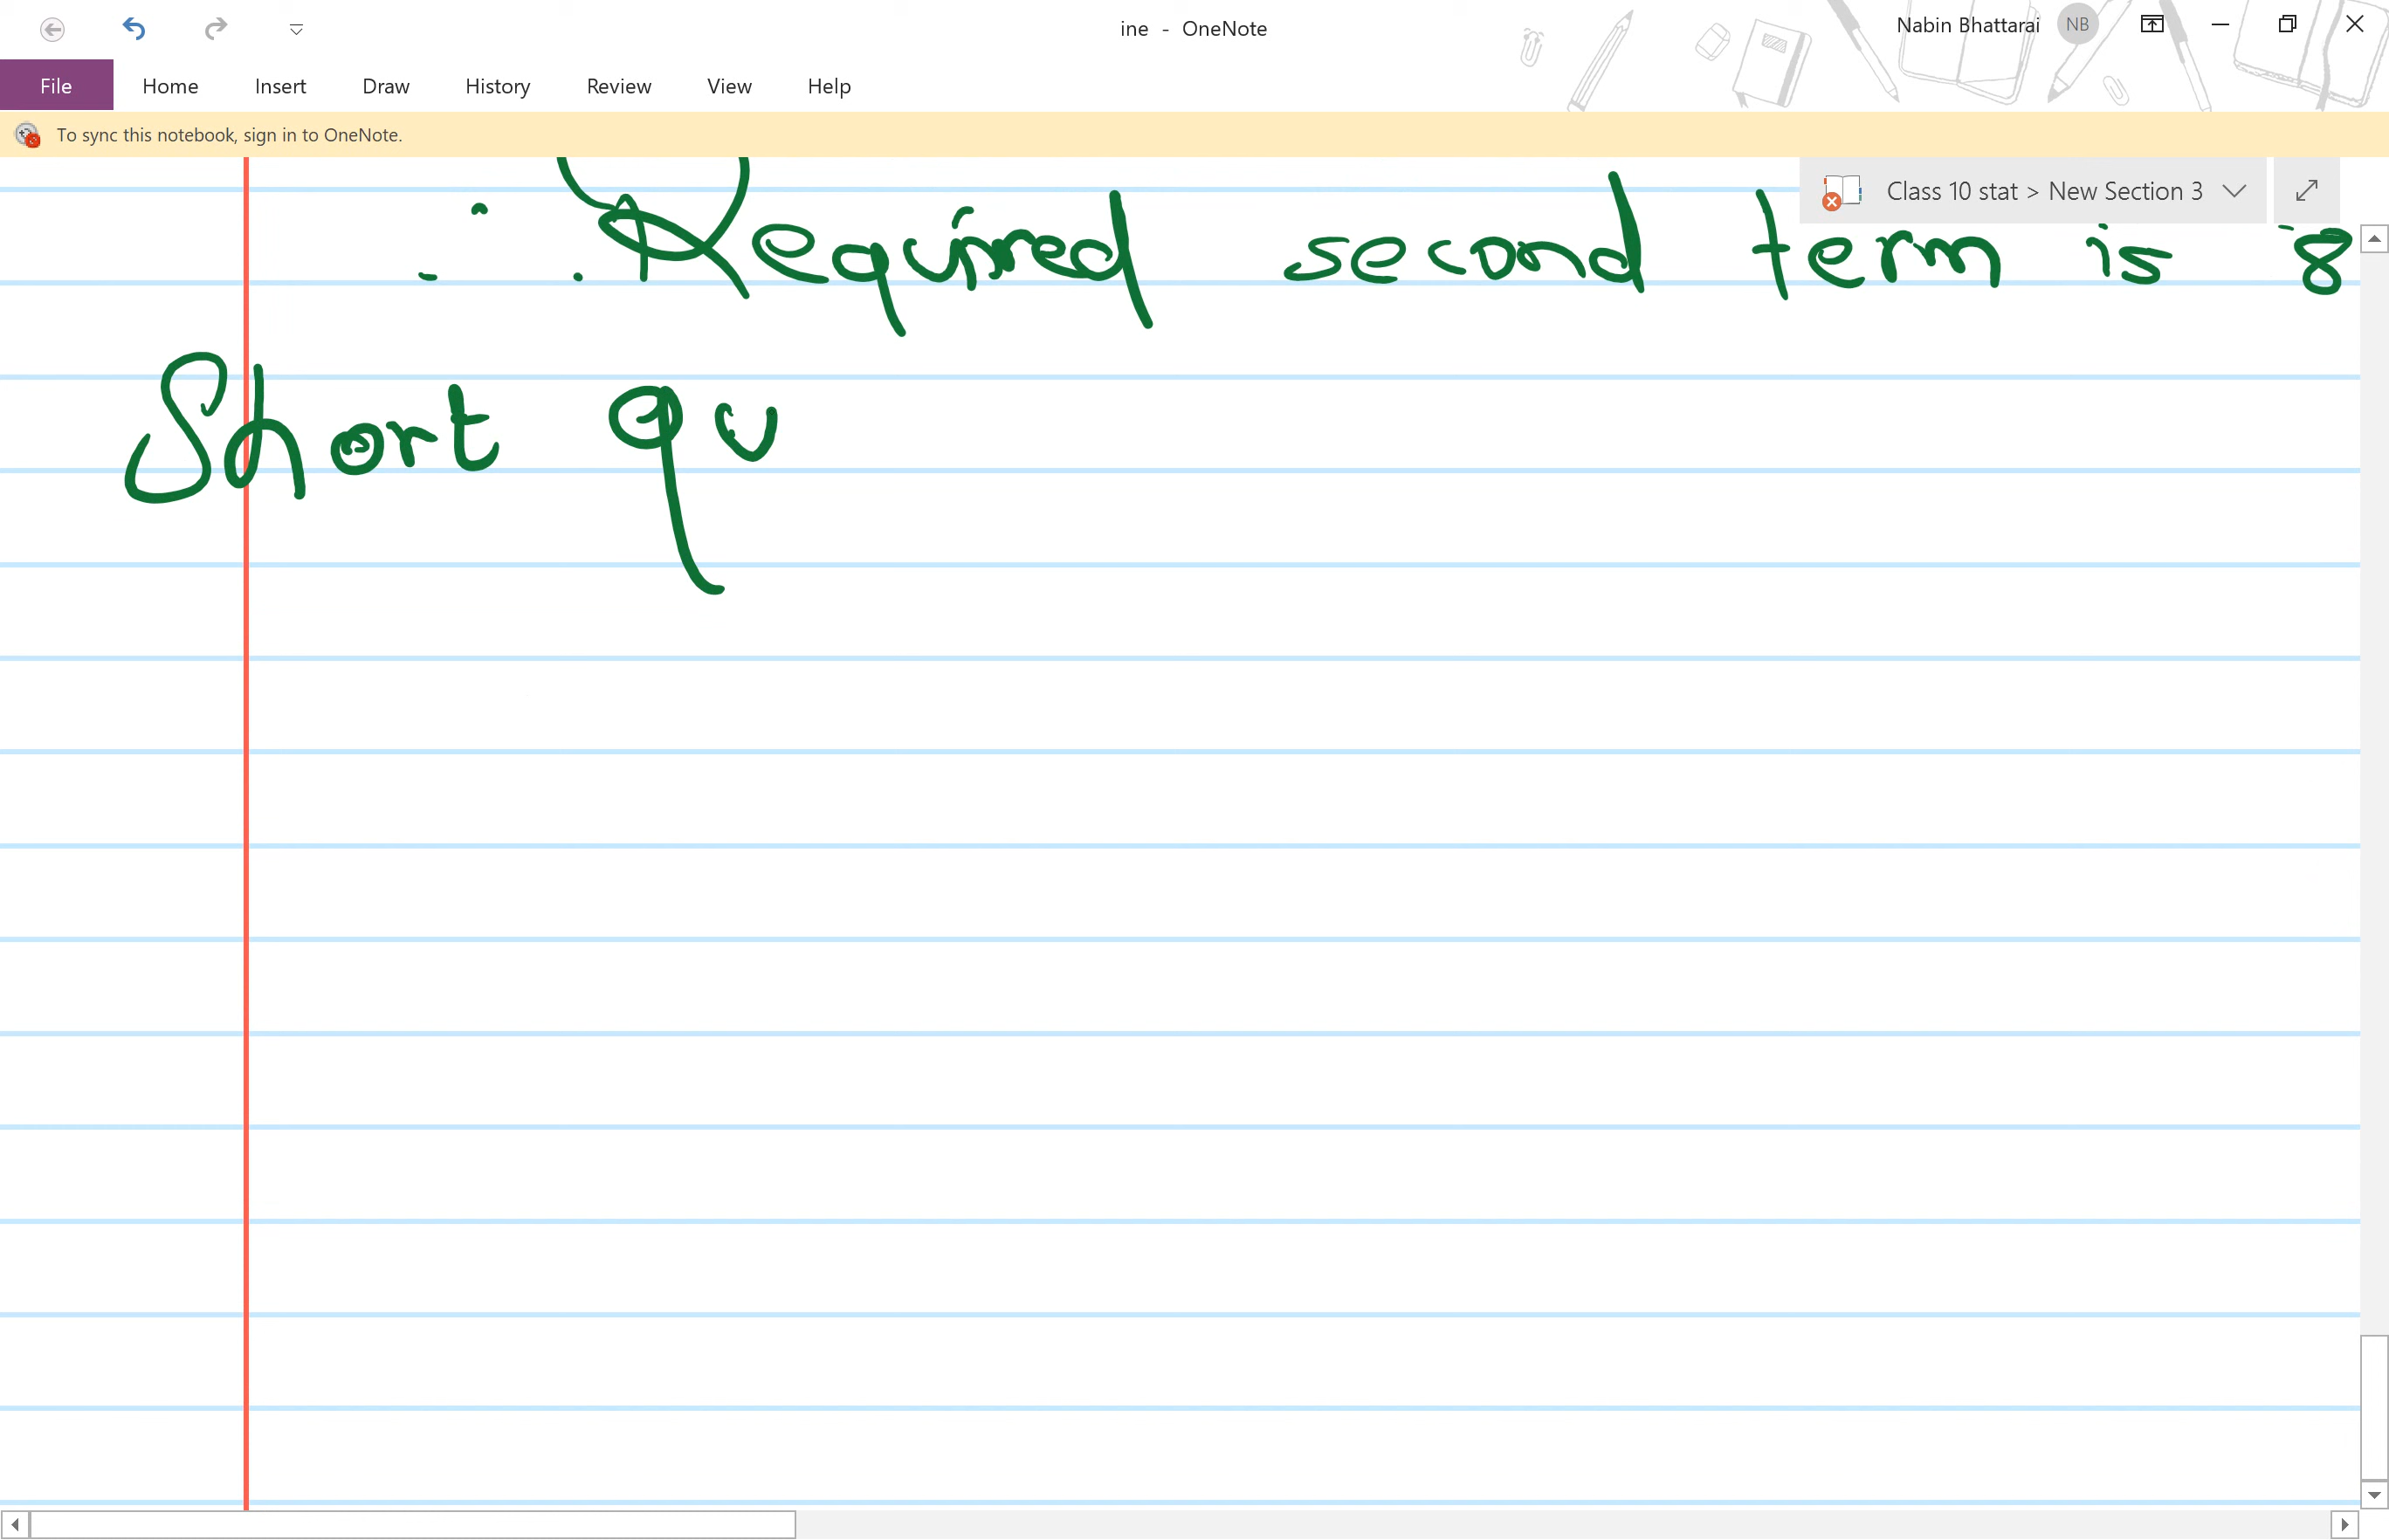 ine - OneNote
Nabin Bhattarai NB
File Home Insert Draw History Review View Help
To sync this notebook, sign in to OneNote.
Class 10 stat > New Section 3
∴ Required second term is 8
Short qu